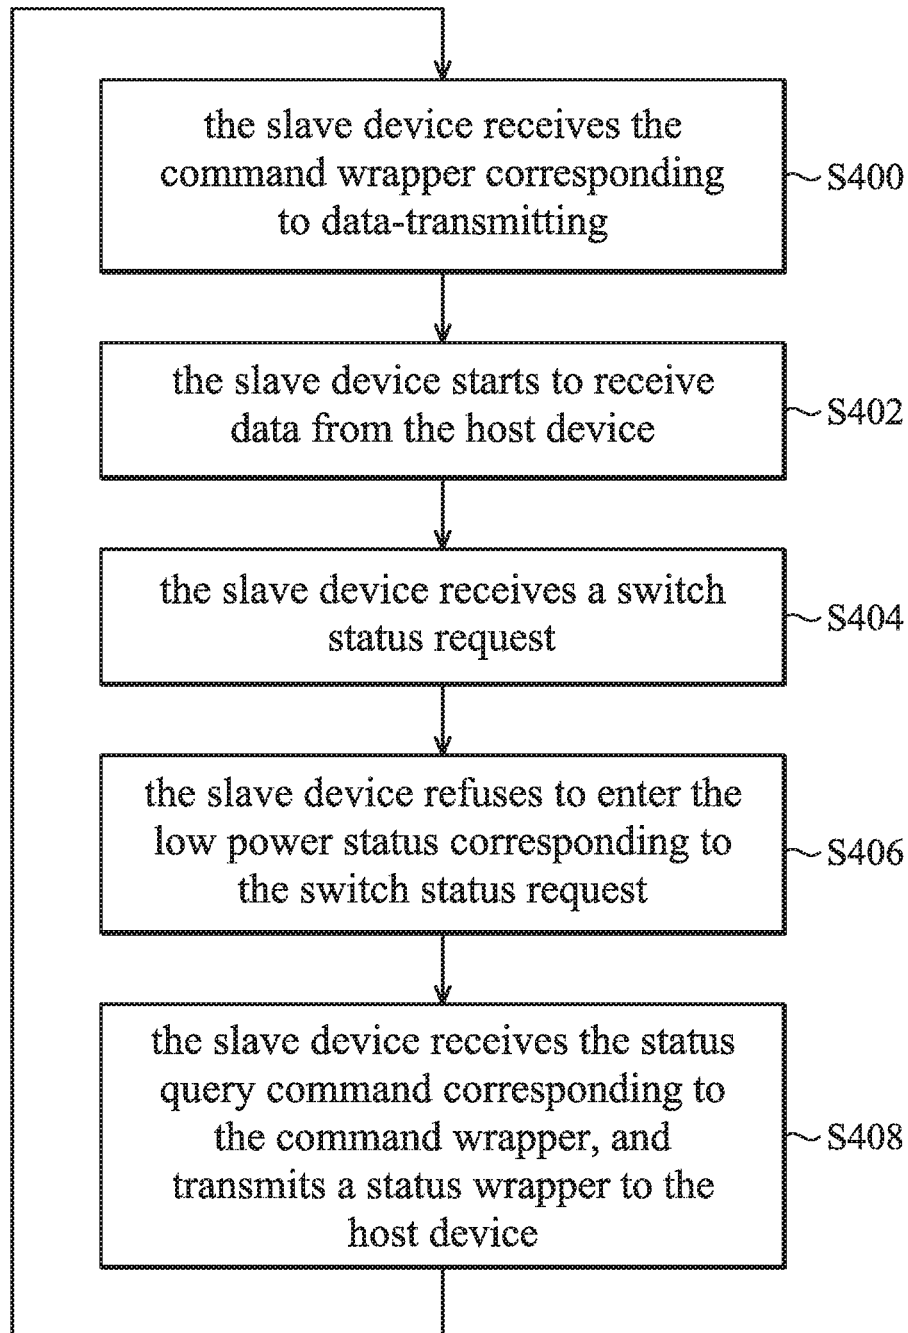 the slave device receives the
command wrapper corresponding
to data-transmitting
S400
the slave device starts to receive
data from the host device
S402
the slave device receives a switch
status request
S404
the slave device refuses to enter the
low power status corresponding to
the switch status request
S406
the slave device receives the status
query command corresponding to
the command wrapper, and
transmits a status wrapper to the
host device
S408